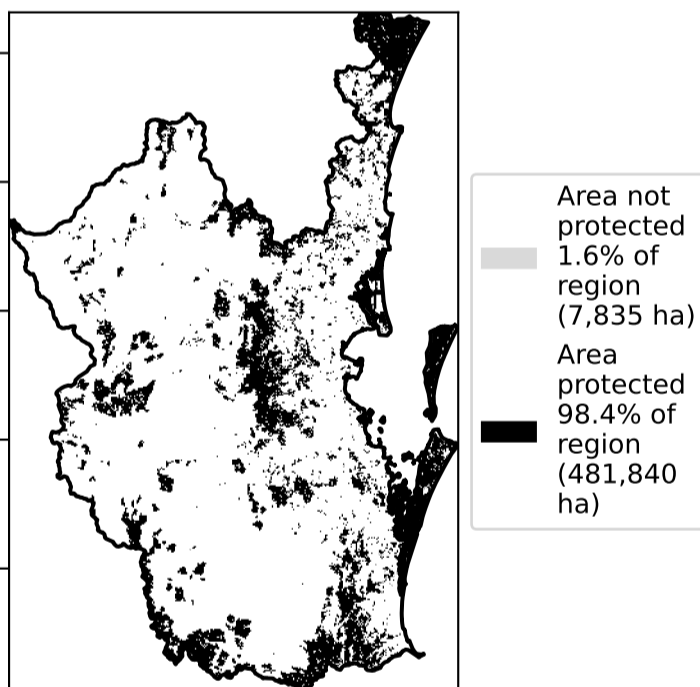 Area not
protected
1.6% of
region
(7,835 ha)
Area
protected
98.4% of
region
(481,840
ha)